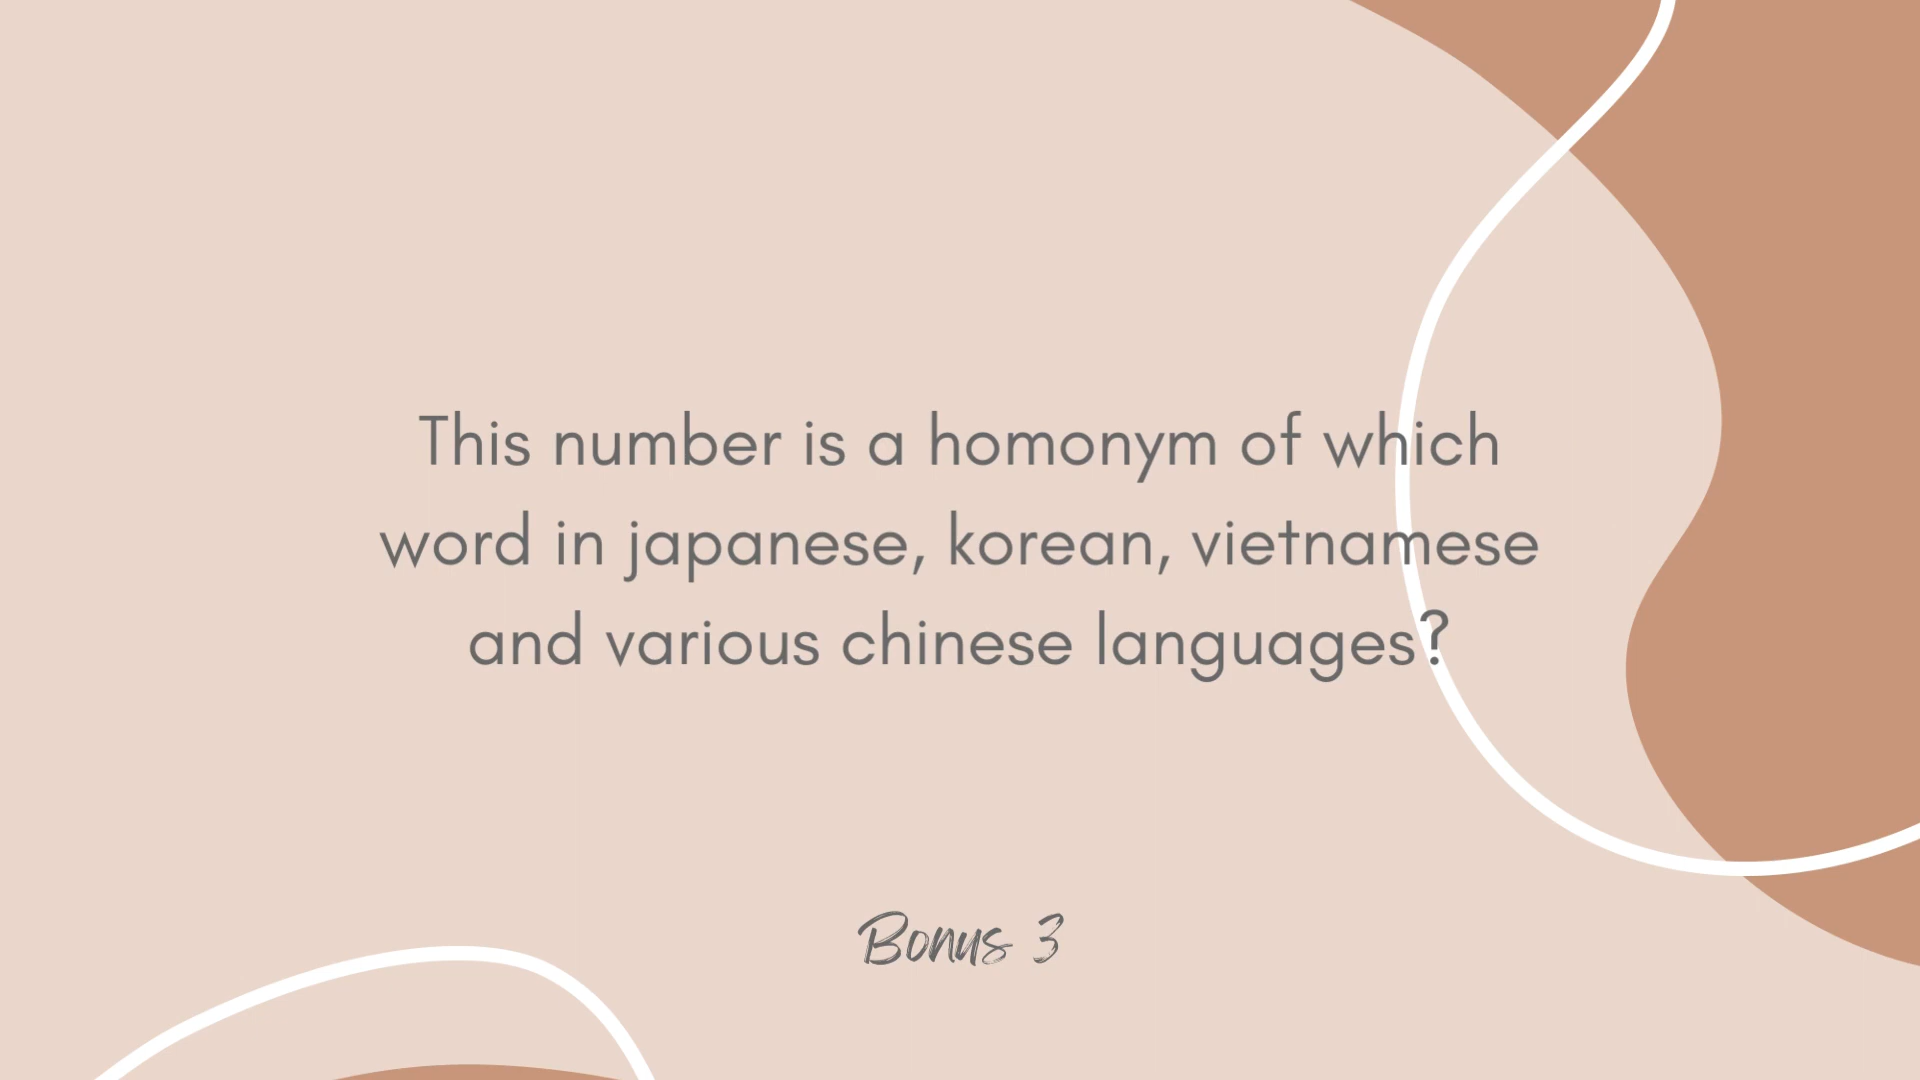 This number is a homonym of which
word in japanese, korean, vietnamese
and various chinese languages?
Bonus 3